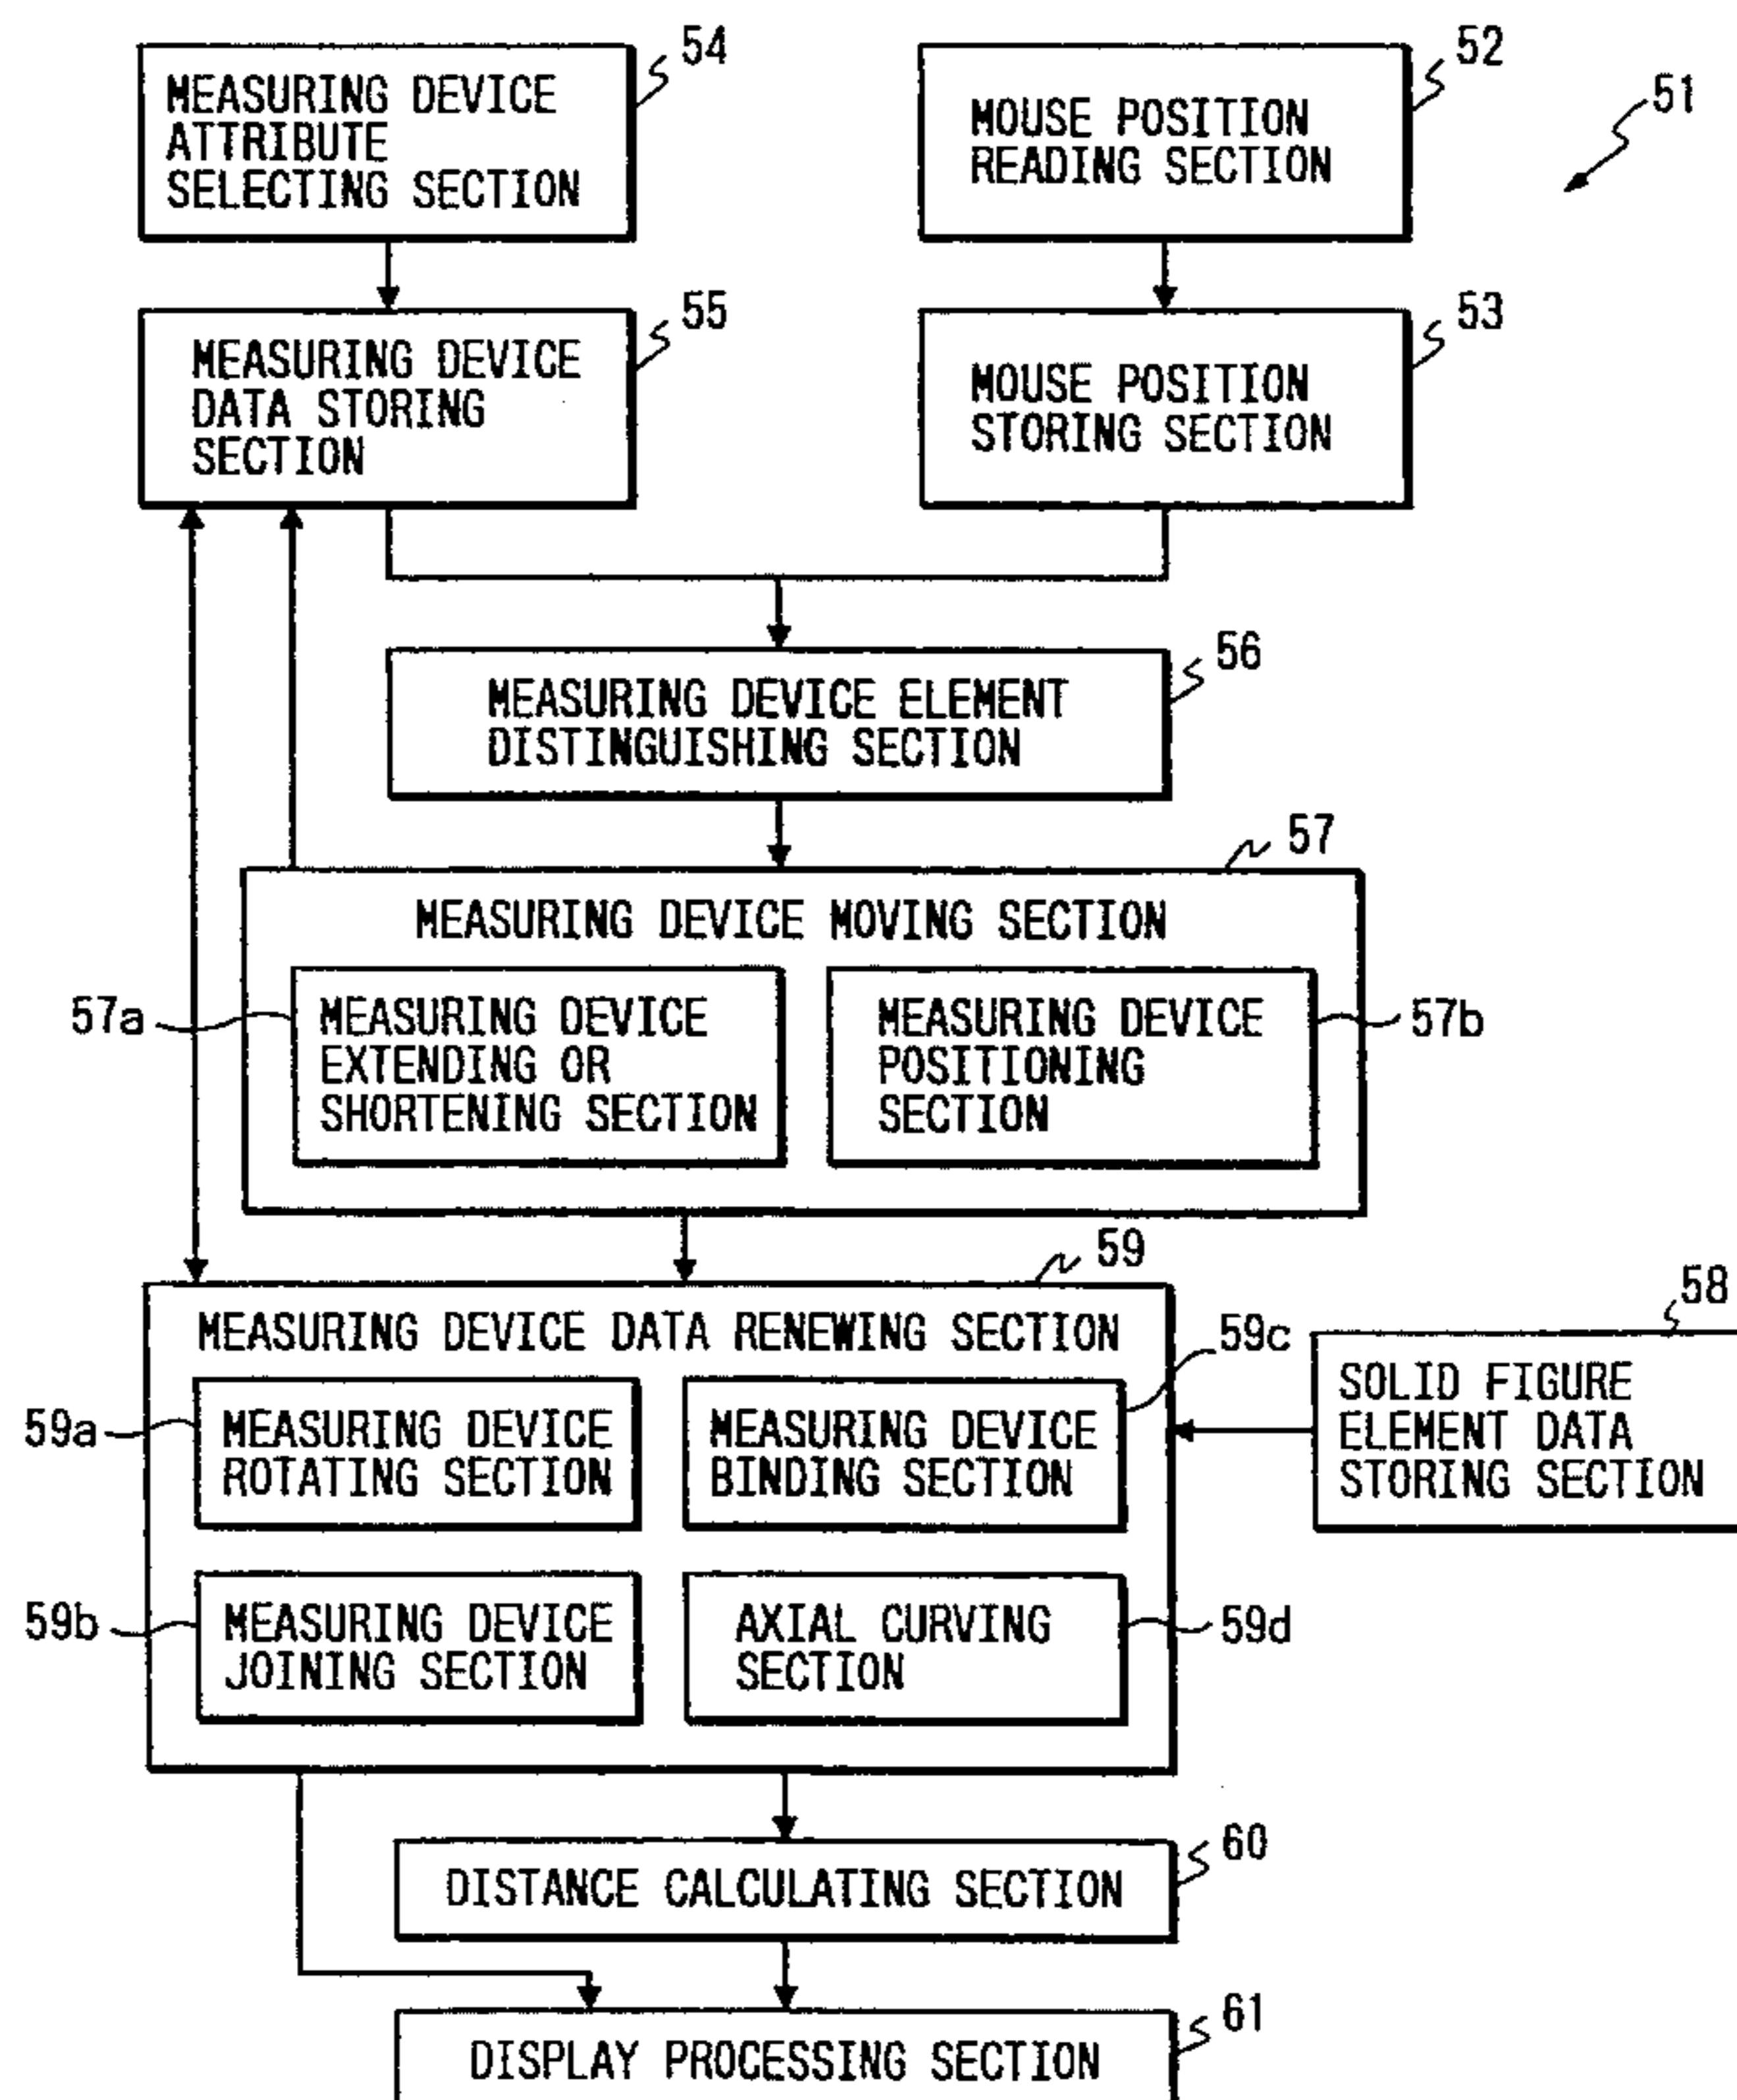 54
MEASURING DEVICE
ATTRIBUTE
SELECTING SECTION
52
MOUSE POSITION
READING SECTION
51
55
MEASURING DEVICE
DATA STORING
SECTION
53
MOUSE POSITION
STORING SECTION
56
MEASURING DEVICE ELEMENT
DISTINGUISHING SECTION
57
MEASURING DEVICE MOVING SECTION
57a
MEASURING DEVICE
EXTENDING OR
SHORTENING SECTION
MEASURING DEVICE
POSITIONING
SECTION
57b
59
MEASURING DEVICE DATA RENEWING SECTION
59a
MEASURING DEVICE
ROTATING SECTION
59c
MEASURING DEVICE
BINDING SECTION
58
SOLID FIGURE
ELEMENT DATA
STORING SECTION
59b
MEASURING DEVICE
JOINING SECTION
AXIAL CURVING
SECTION
59d
60
DISTANCE CALCULATING SECTION
61
DISPLAY PROCESSING SECTION